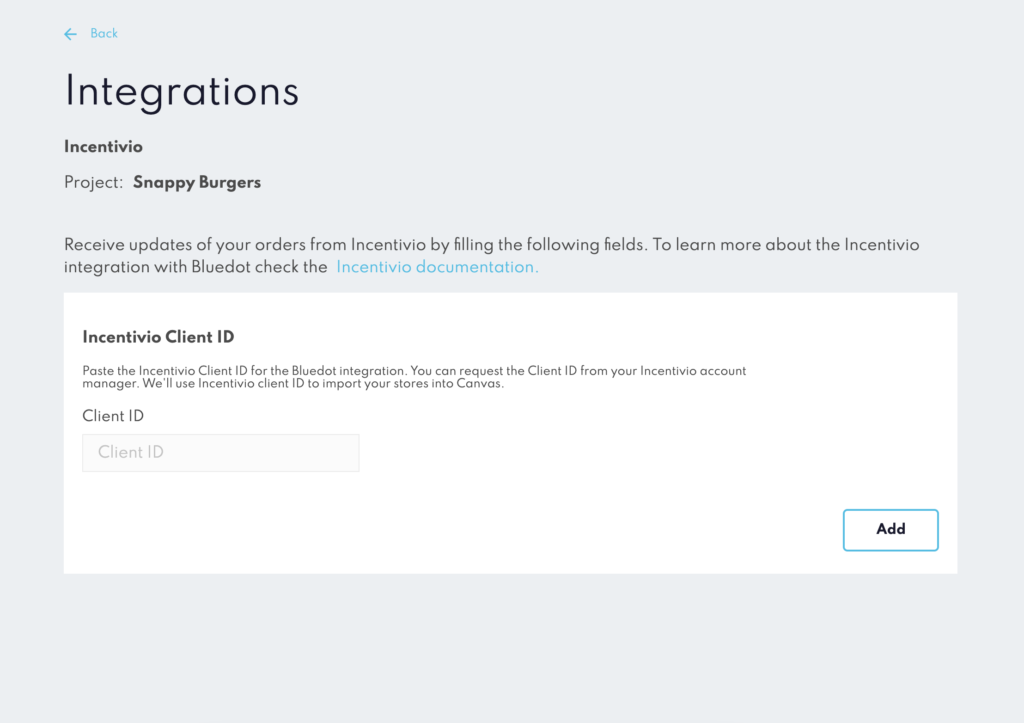 Back
Integrations
Incentivio
Project: Snappy Burgers
Receive updates of your orders from Incentivio by filling the following fields. To learn more about the Incentivio
integration with Bluedot check the Incentivio documentation.
Incentivio Client ID
Paste the Incentivio Client ID for the Bluedot integration. You can request the Client ID from your Incentivio account
manager. We'll use Incentivio client ID to import your stores into Canvas.
Client ID
Client ID
Add